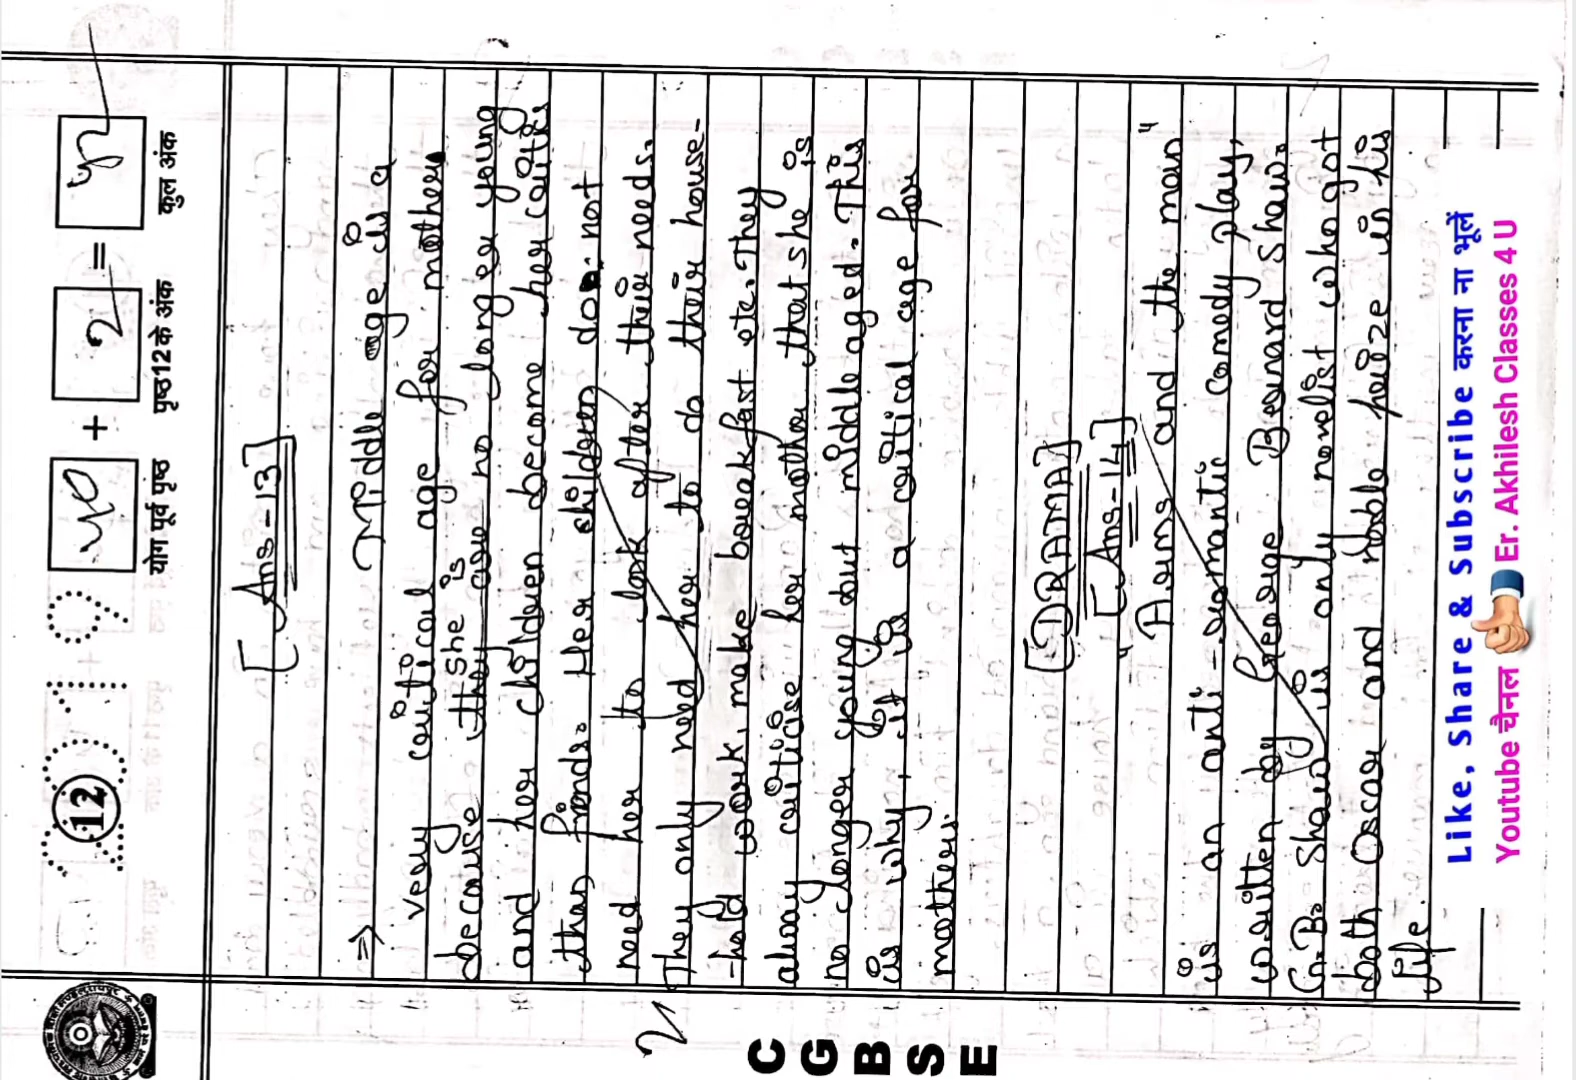 12
40 + 2 = 42
योग पूर्व पृष्ठ पृष्ठ 12 के अंक कुल अंक
[Ans-13]
⇒ Middle age is a
very critical age for mothers
because she is no longer young
and her children become her critics
than friends. Her children do not
need her to look after their needs.
They only need her to do their house-
-hold work, make breakfast etc. They
alway criticise her mother that she is
no longer young but middle aged. This
is why, it is a critical age for
mothers.
2
[DRAMA]
[Ans-14]
"Arms and the man"
is an anti-romantic comedy play,
written by George Bernard Shaw.
G.B. Shaw is only novelist who got
both Oscar and noble prize in his
life.
CGBSE
Like, Share & Subscribe करना ना भूलें
Youtube चैनल Er. Akhilesh Classes 4 U